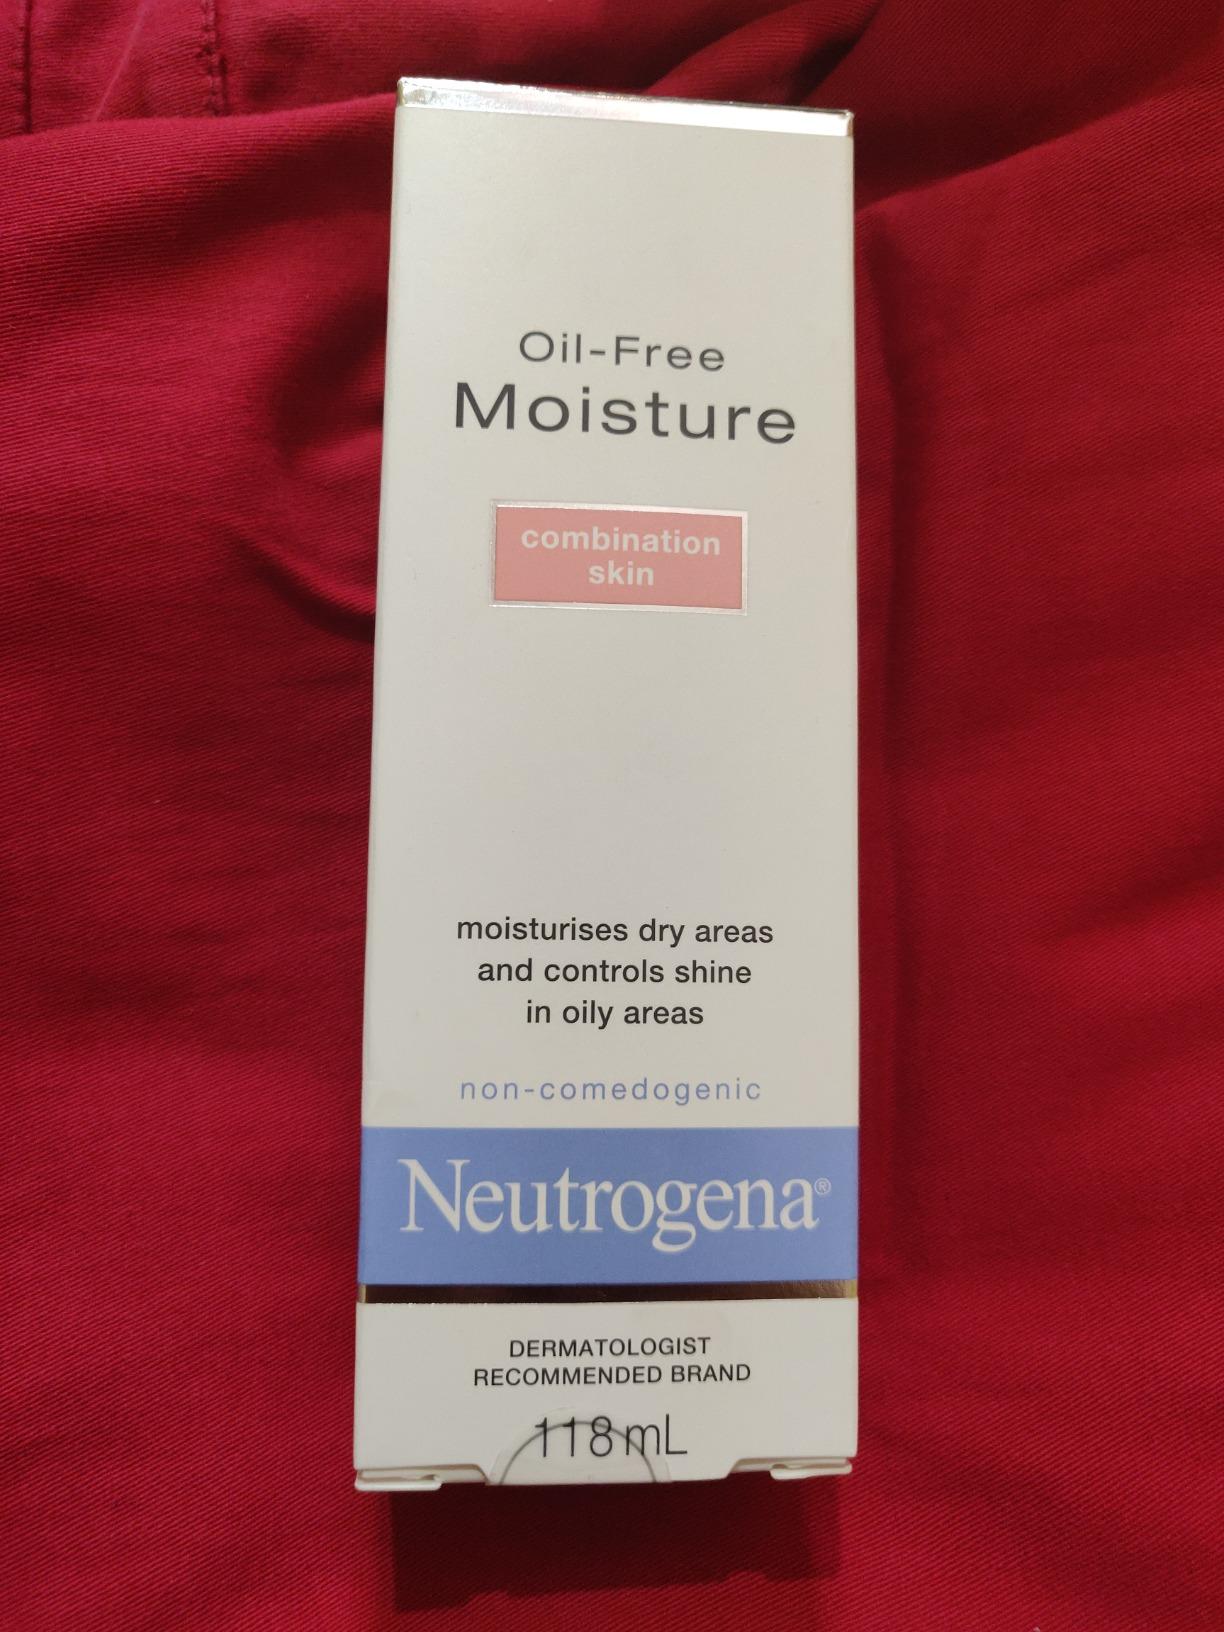 Oil-Free
Moisture
combination
skin
moisturises dry areas
and controls shine
in oily areas
non-comedogenic
Neutrogena®
DERMATOLOGIST
RECOMMENDED BRAND
118mL